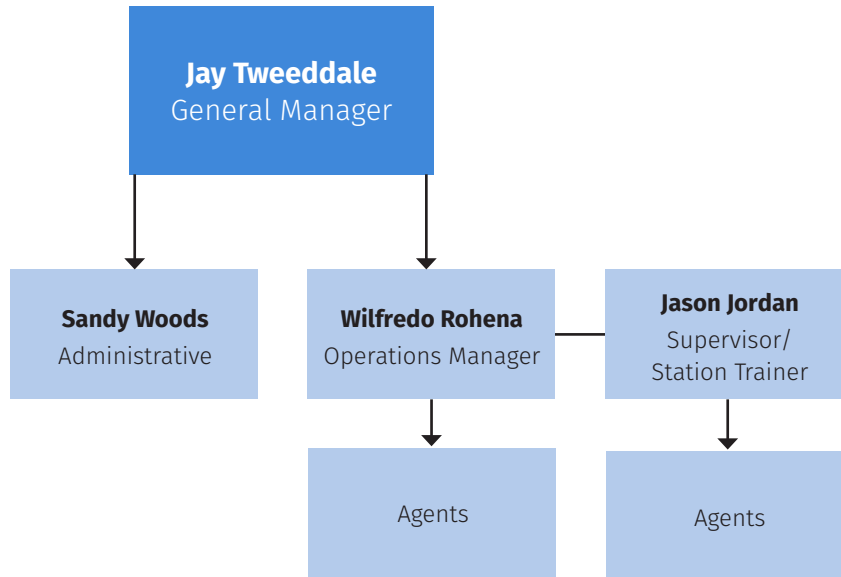 Jay Tweeddale
General Manager
Sandy Woods
Administrative
Wilfredo Rohena
Operations Manager
Jason Jordan
Supervisor/
Station Trainer
Agents
Agents